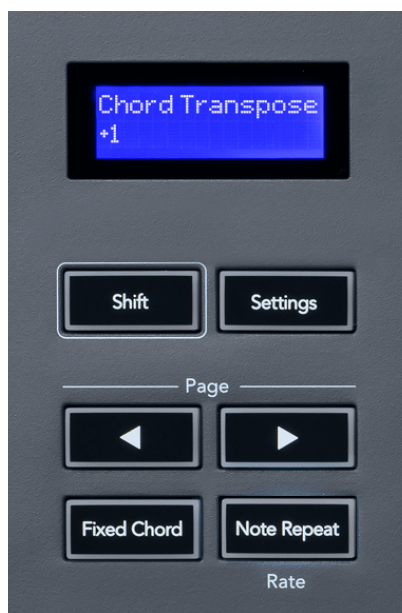 Chord Transpose
+1
Shift
Settings
Page
Fixed Chord
Note Repeat
Rate